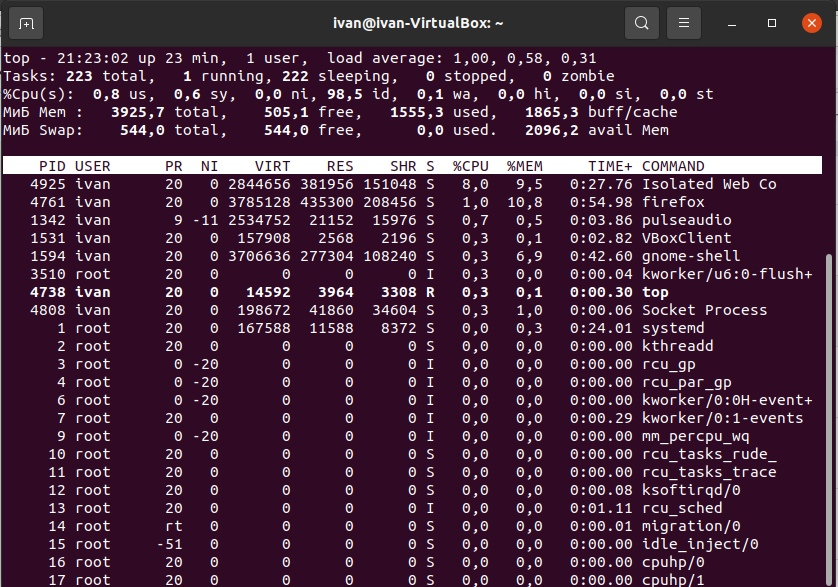 ivan@ivan-VirtualBox: ~
top - 21:23:02 up 23 min,  1 user,  load average: 1,00, 0,58, 0,31
Tasks: 223 total,   1 running, 222 sleeping,   0 stopped,   0 zombie
%Cpu(s):  0,8 us,  0,6 sy,  0,0 ni, 98,5 id,  0,1 wa,  0,0 hi,  0,0 si,  0,0 st
МиБ Mem :   3925,7 total,    505,1 free,   1555,3 used,   1865,3 buff/cache
МиБ Swap:    544,0 total,    544,0 free,      0,0 used.   2096,2 avail Mem
PID USER      PR  NI    VIRT    RES    SHR S  %CPU  %MEM     TIME+ COMMAND
4925 ivan      20   0 2844656 381956 151048 S   8,0   9,5   0:27.76 Isolated Web Co
4761 ivan      20   0 3785128 435300 208456 S   1,0  10,8   0:54.98 firefox
1342 ivan       9 -11 2534752  21152  15976 S   0,7   0,5   0:03.86 pulseaudio
1531 ivan      20   0  157908   2568   2196 S   0,3   0,1   0:02.82 VBoxClient
1594 ivan      20   0 3706636 277304 108240 S   0,3   6,9   0:42.60 gnome-shell
3510 root      20   0       0      0      0 I   0,3   0,0   0:00.04 kworker/u6:0-flush+
4738 ivan      20   0   14592   3964   3308 R   0,3   0,1   0:00.30 top
4808 ivan      20   0  198672  41860  34604 S   0,3   1,0   0:00.06 Socket Process
1 root      20   0  167588  11588   8372 S   0,0   0,3   0:24.01 systemd
2 root      20   0       0      0      0 S   0,0   0,0   0:00.00 kthreadd
3 root       0 -20       0      0      0 I   0,0   0,0   0:00.00 rcu_gp
4 root       0 -20       0      0      0 I   0,0   0,0   0:00.00 rcu_par_gp
6 root       0 -20       0      0      0 I   0,0   0,0   0:00.00 kworker/0:0H-event+
7 root      20   0       0      0      0 I   0,0   0,0   0:00.29 kworker/0:1-events
9 root       0 -20       0      0      0 I   0,0   0,0   0:00.00 mm_percpu_wq
10 root      20   0       0      0      0 S   0,0   0,0   0:00.00 rcu_tasks_rude_
11 root      20   0       0      0      0 S   0,0   0,0   0:00.00 rcu_tasks_trace
12 root      20   0       0      0      0 S   0,0   0,0   0:00.08 ksoftirqd/0
13 root      20   0       0      0      0 I   0,0   0,0   0:01.11 rcu_sched
14 root      rt   0       0      0      0 S   0,0   0,0   0:00.01 migration/0
15 root     -51   0       0      0      0 S   0,0   0,0   0:00.00 idle_inject/0
16 root      20   0       0      0      0 S   0,0   0,0   0:00.00 cpuhp/0
17 root      20   0       0      0      0 S   0,0   0,0   0:00.00 cpuhp/1